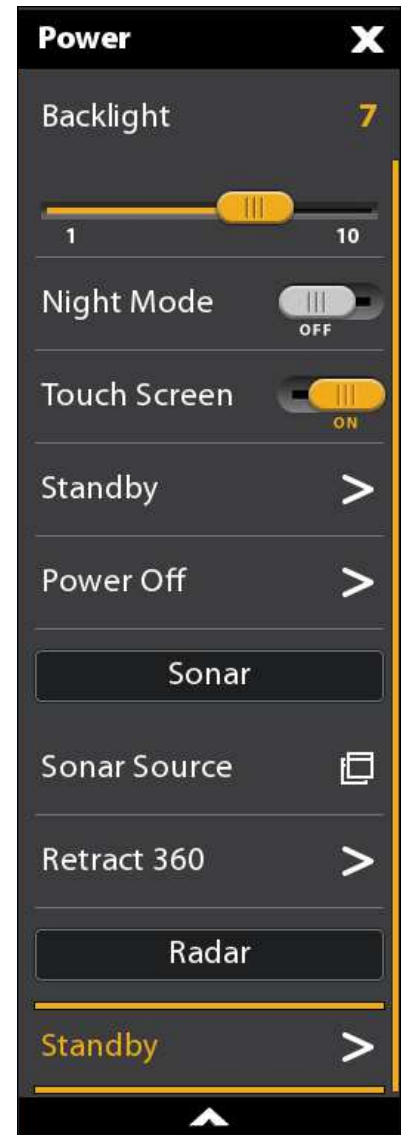 Power X
Backlight 7
1 10
Night Mode
OFF
Touch Screen
ON
Standby >
Power Off >
Sonar
Sonar Source
Retract 360 >
Radar
Standby >